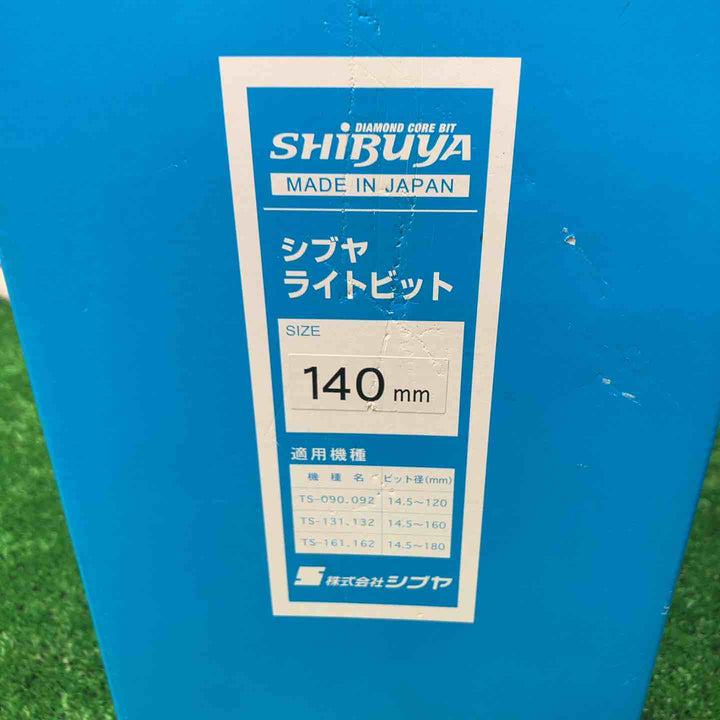 DIAMOND CORE BIT
SHiBUYA
MADE IN JAPAN
シブヤ
ライトビット
SIZE
140 mm
適用機種
機 種 名 ビット径(mm)
TS-090.092 14.5～120
TS-131.132 14.5～160
TS-161.162 14.5～180
株式会社シブヤ